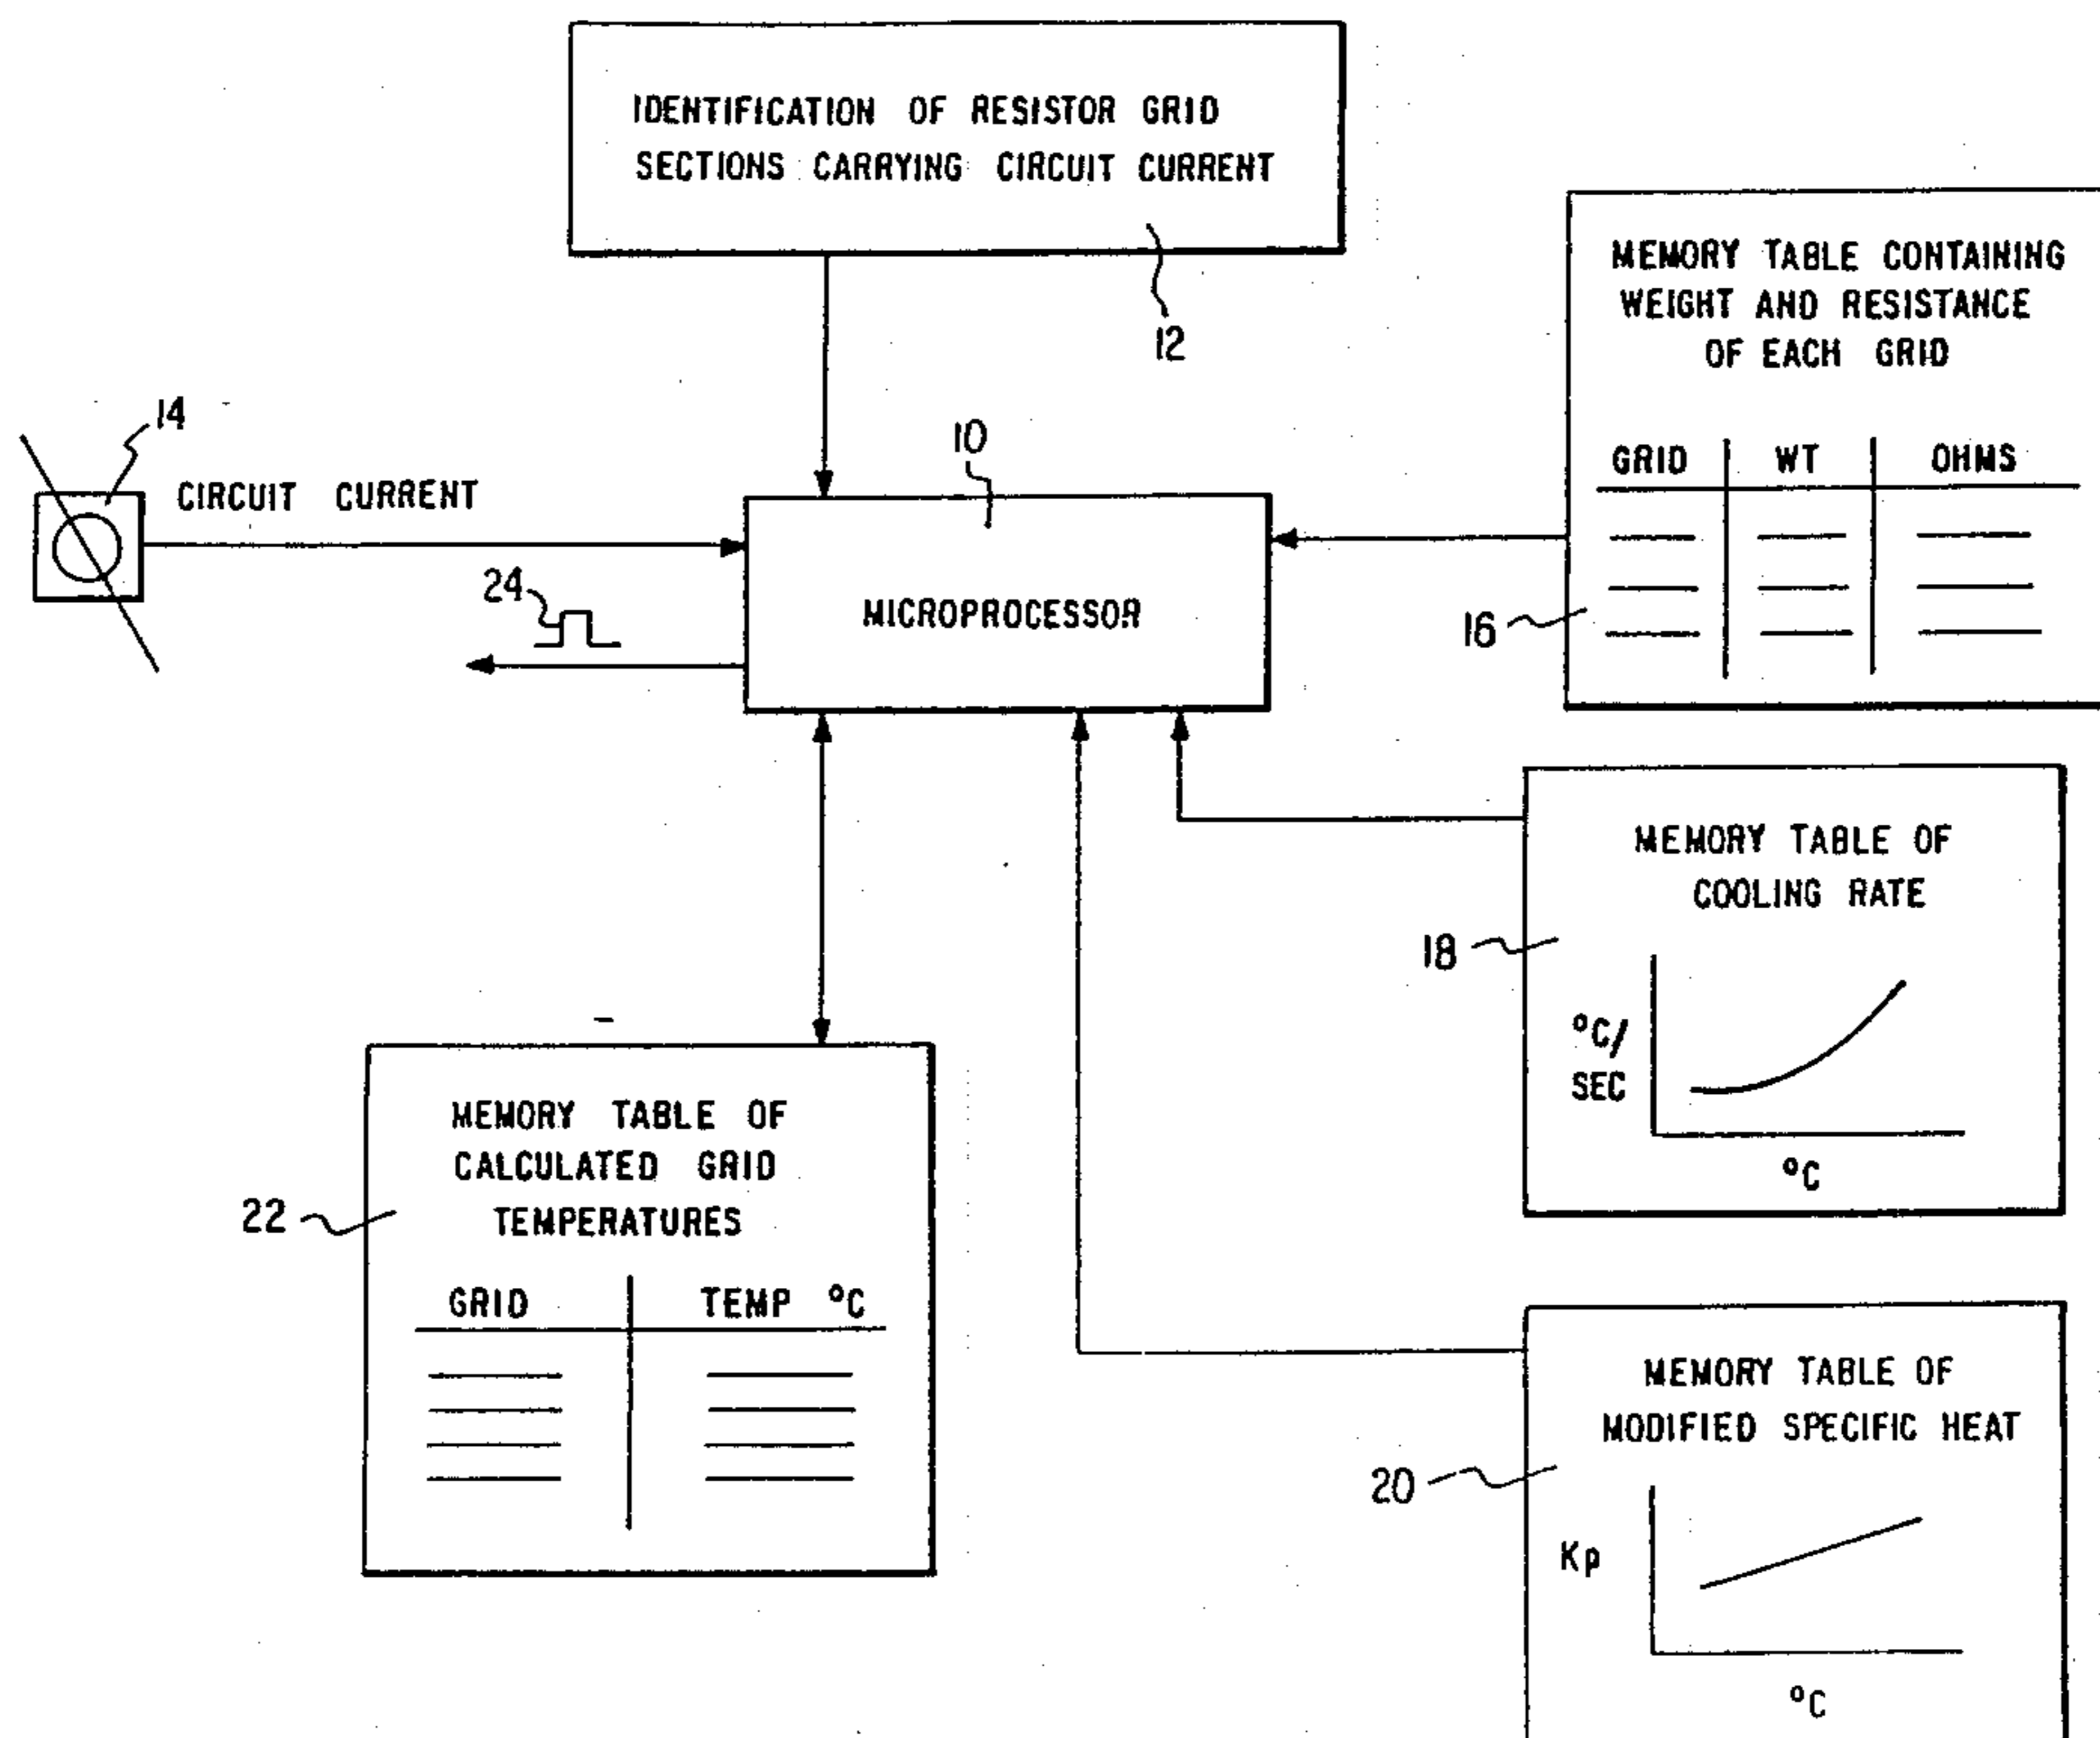 IDENTIFICATION OF RESISTOR GRID
SECTIONS CARRYING CIRCUIT CURRENT
12
14
CIRCUIT CURRENT
24
10
MICROPROCESSOR
MEMORY TABLE CONTAINING
WEIGHT AND RESISTANCE
OF EACH GRID
GRID WT OHMS
16
MEMORY TABLE OF
COOLING RATE
18
°C/
SEC
°C
MEMORY TABLE OF
CALCULATED GRID
TEMPERATURES
22
GRID TEMP °C
MEMORY TABLE OF
MODIFIED SPECIFIC HEAT
20
Kp
°C